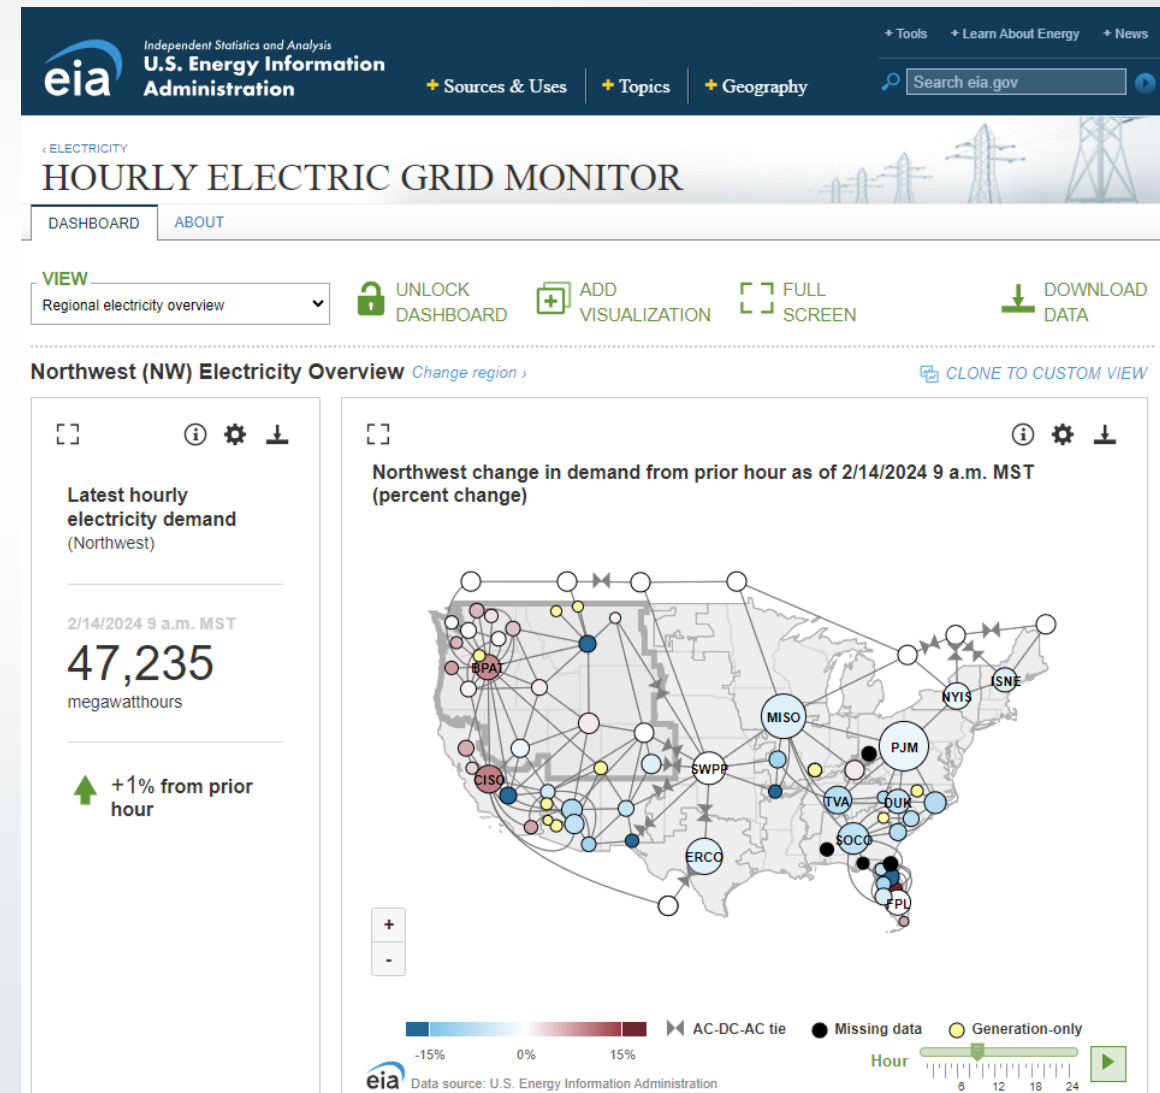 + Tools + Learn About Energy + News
eia
Independent Statistics and Analysis
U.S. Energy Information
Administration
+ Sources & Uses + Topics + Geography
Search eia.gov
‹ ELECTRICITY
HOURLY ELECTRIC GRID MONITOR
DASHBOARD ABOUT
VIEW
Regional electricity overview
UNLOCK
DASHBOARD
ADD
VISUALIZATION
FULL
SCREEN
DOWNLOAD
DATA
Northwest (NW) Electricity Overview Change region ›
CLONE TO CUSTOM VIEW
Latest hourly
electricity demand
(Northwest)
2/14/2024 9 a.m. MST
47,235
megawatthours
+1% from prior
hour
Northwest change in demand from prior hour as of 2/14/2024 9 a.m. MST
(percent change)
BPAT
ISNE
NYIS
MISO
PJM
SWPP
CISO
TVA
DUK
SOCO
ERCO
FPL
+
-
-15% 0% 15%
AC-DC-AC tie
Missing data
Generation-only
Hour
6 12 18 24
eia
Data source: U.S. Energy Information Administration